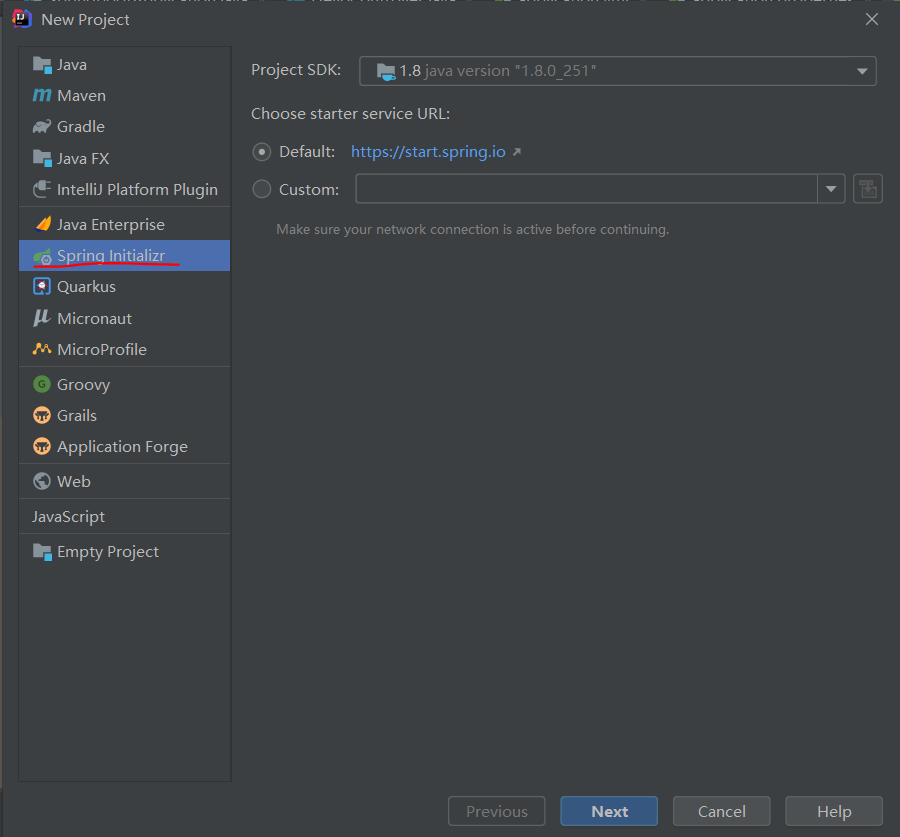 New Project
Java
Maven
Gradle
Java FX
IntelliJ Platform Plugin
Java Enterprise
Spring Initializr
Quarkus
Micronaut
MicroProfile
Groovy
Grails
Application Forge
Web
JavaScript
Empty Project
Project SDK: 1.8 java version "1.8.0_251"
Choose starter service URL:
Default: https://start.spring.io
Custom:
Make sure your network connection is active before continuing.
Previous Next Cancel Help